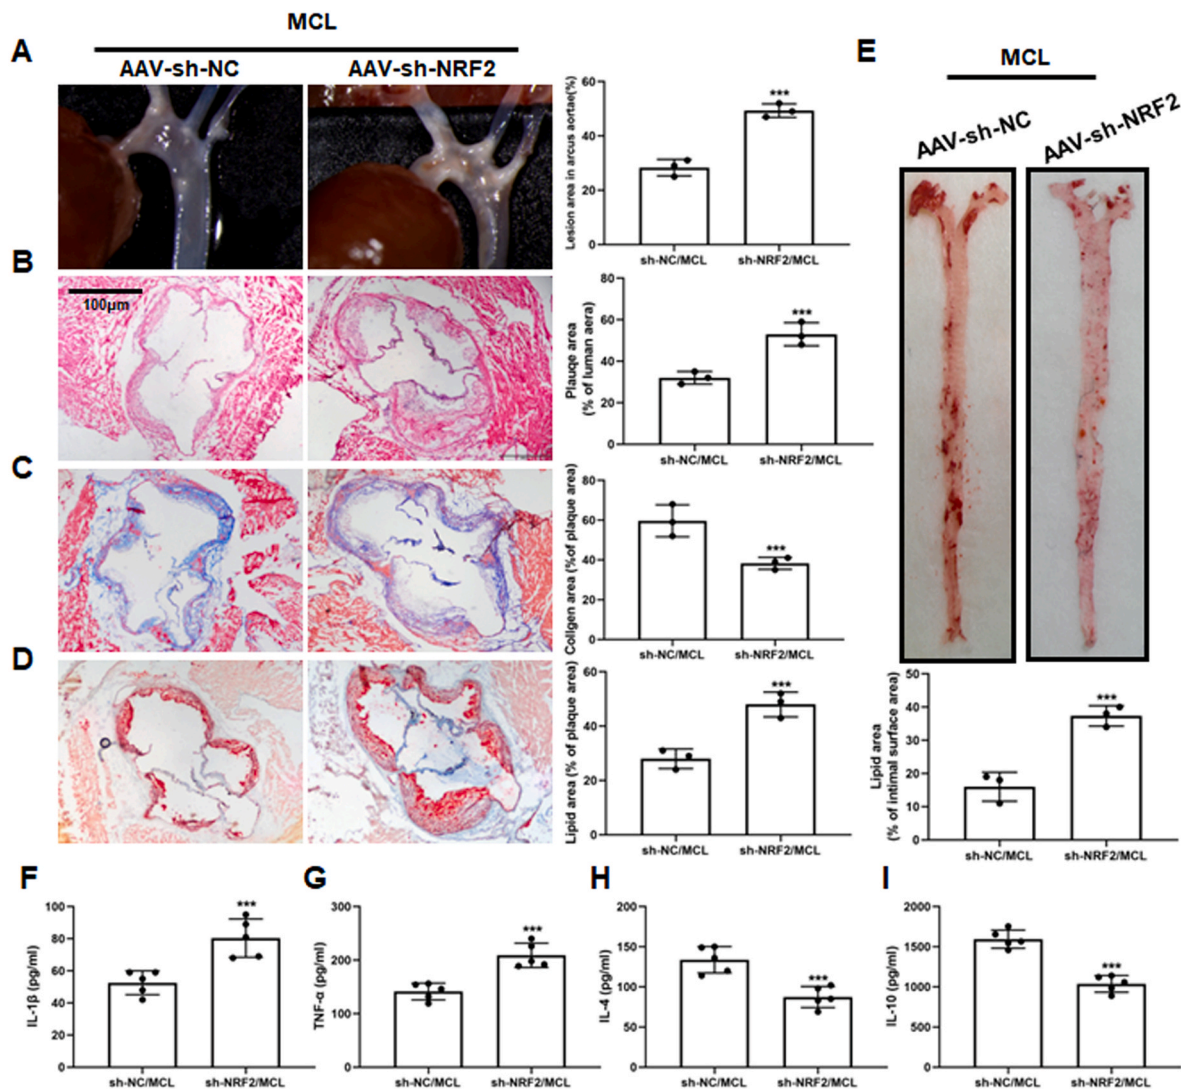 MCL
A
AAV-sh-NC
AAV-sh-NRF2
Lesion area in arcus aortae(%)
80
60
40
20
0
***
sh-NC/MCL
sh-NRF2/MCL
B
100μm
Plauqe area
(% of human aera)
80
60
40
20
0
***
sh-NC/MCL
sh-NRF2/MCL
C
Collgen area (%of plaque area)
80
60
40
20
0
***
sh-NC/MCL
sh-NRF2/MCL
D
Lipid area (% of plaque area)
60
40
20
0
***
sh-NC/MCL
sh-NRF2/MCL
E
MCL
AAV-sh-NC
AAV-sh-NRF2
Lipid area
(% of intimal surface area)
50
40
30
20
10
0
***
sh-NC/MCL
sh-NRF2/MCL
F
IL-1β (pg/ml)
100
80
60
40
20
0
***
sh-NC/MCL
sh-NRF2/MCL
G
TNF-α (pg/ml)
300
200
100
0
***
sh-NC/MCL
sh-NRF2/MCL
H
IL-4 (pg/ml)
200
150
100
50
0
***
sh-NC/MCL
sh-NRF2/MCL
I
IL-10 (pg/ml)
2000
1500
1000
500
0
***
sh-NC/MCL
sh-NRF2/MCL